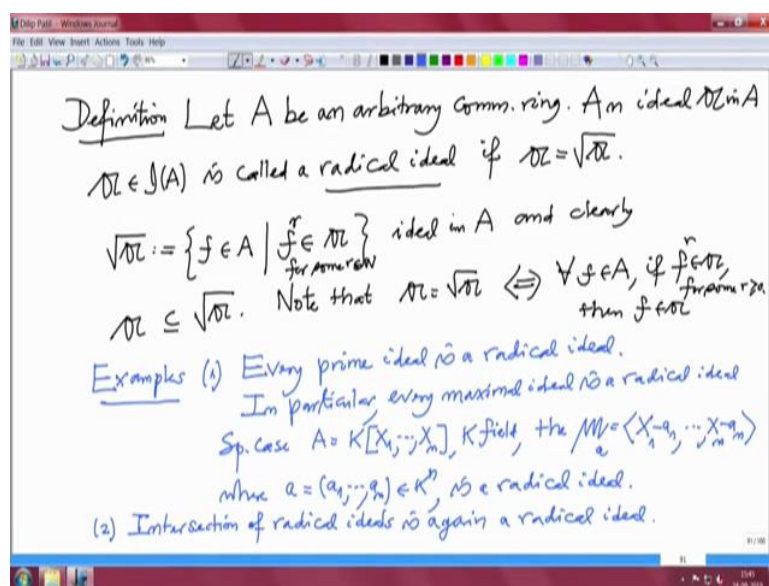 Dilip Patil - Windows Journal
File Edit View Insert Actions Tools Help
Definition Let A be an arbitrary comm. ring. An ideal 𝔞 in A
𝔞 ∈ 𝒥(A) is called a radical ideal if 𝔞 = √𝔞.
√𝔞 := {f ∈ A | f^r ∈ 𝔞 for some r ∈ ℕ} ideal in A and clearly
𝔞 ⊆ √𝔞. Note that 𝔞 = √𝔞 ⟺ ∀ f ∈ A, if f^r ∈ 𝔞, for some r ≥ 0,
then f ∈ 𝔞
Examples (1) Every prime ideal is a radical ideal.
In particular, every maximal ideal is a radical ideal
Sp. case A = K[X₁, ..., Xₙ], K field, the 𝔪ₐ = ⟨X₁-a₁, ..., Xₙ-aₙ⟩
where a = (a₁, ..., aₙ) ∈ Kⁿ, is a radical ideal.
(2) Intersection of radical ideals is again a radical ideal.
91